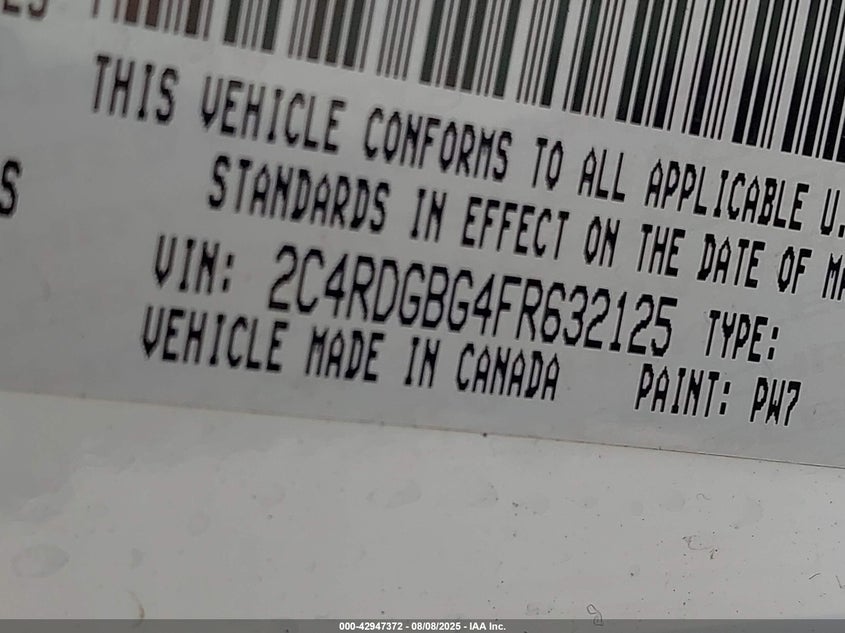 THIS VEHICLE CONFORMS TO ALL APPLICABLE U.
STANDARDS IN EFFECT ON THE DATE OF
VIN: 2C4RDGBG4FR632125 TYPE:
VEHICLE MADE IN CANADA PAINT: PW7
000-42947372 - 08/08/2025 - IAA Inc.